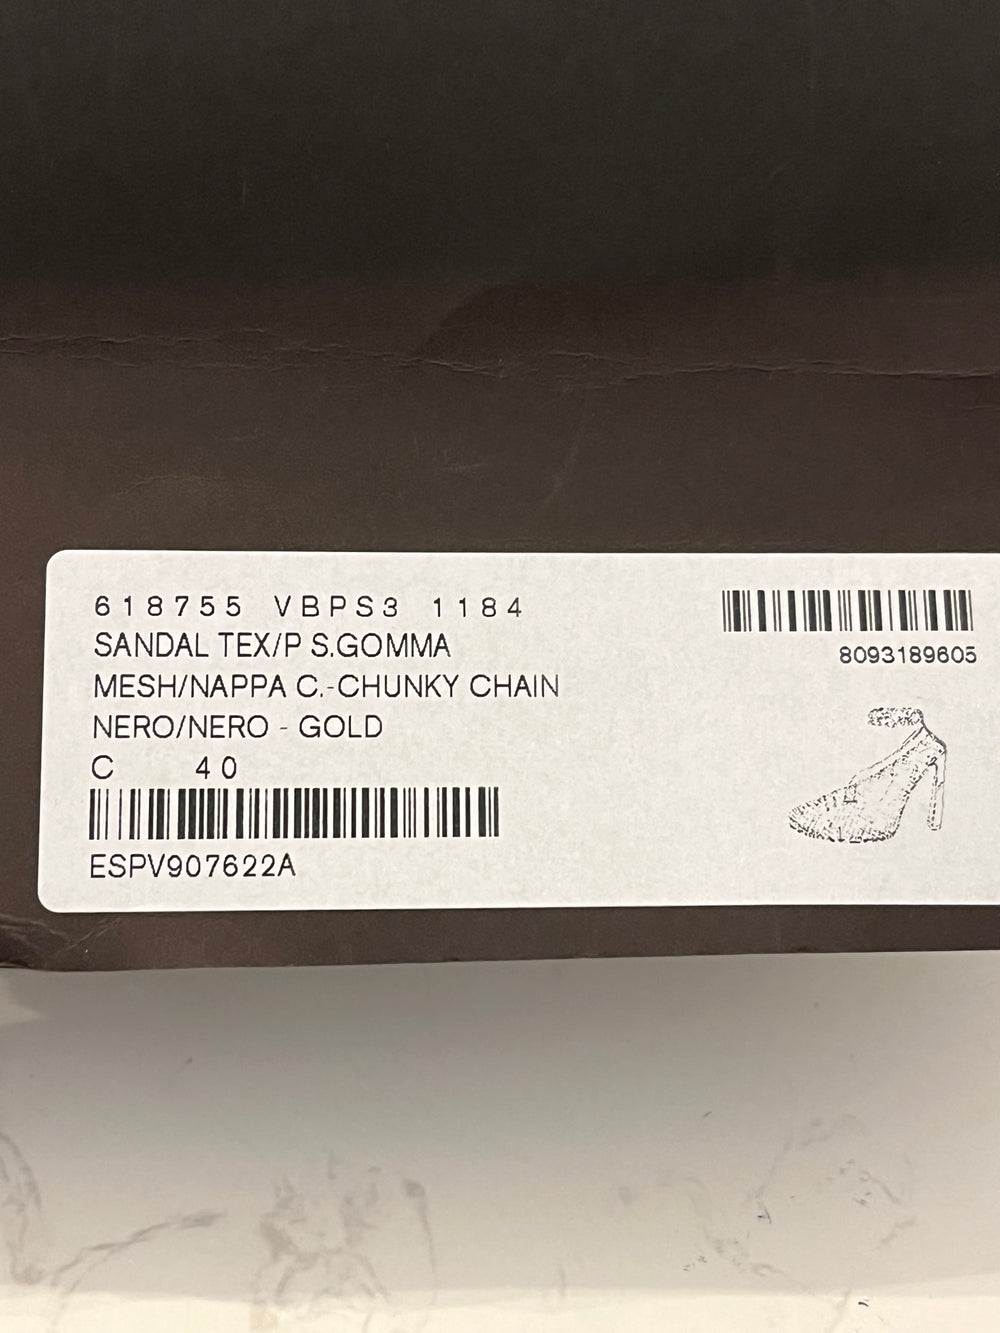 618755 VBPS3 1184
SANDAL TEX/P S.GOMMA
MESH/NAPPA C.-CHUNKY CHAIN
NERO/NERO - GOLD
C 40
ESPV907622A
8093189605